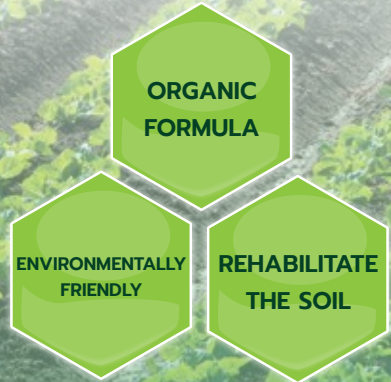 ORGANIC
FORMULA
ENVIRONMENTALLY
FRIENDLY
REHABILITATE
THE SOIL